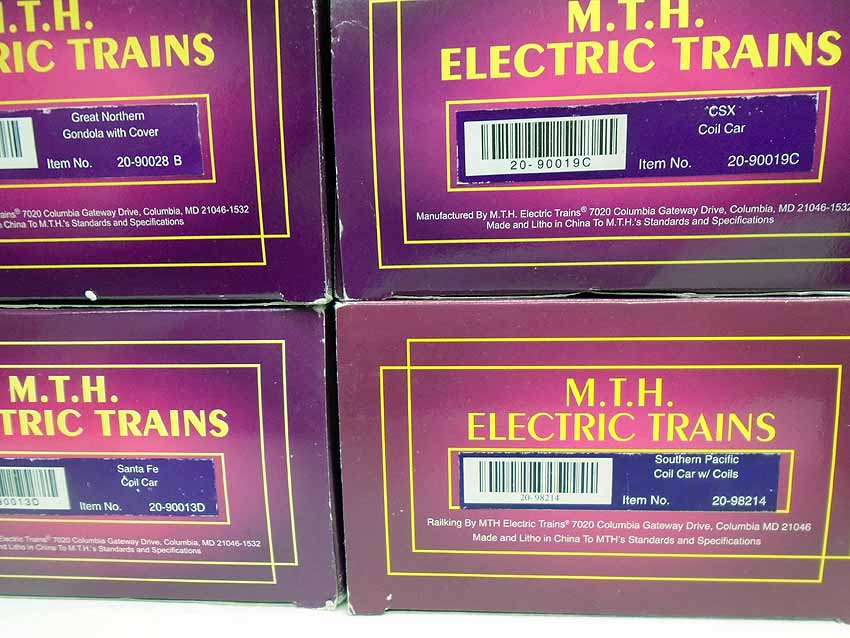 M.T.H.
ELECTRIC TRAINS
Great Northern
Gondola with Cover
Item No. 20-90028 B
7020 Columbia Gateway Drive, Columbia, MD 21046-1532
in China To M.T.H.'s Standards and Specifications
M.T.H.
ELECTRIC TRAINS
CSX
Coil Car
20-90019C
Item No. 20-90019C
Manufactured By M.T.H. Electric Trains® 7020 Columbia Gateway Drive, Columbia, MD 21046-1532
Made and Litho in China To M.T.H.'s Standards and Specifications
M.T.H.
TRIC TRAINS
Santa Fe
Coil Car
90013D
Item No. 20-90013D
Electric Trains® 7020 Columbia Gateway Drive, Columbia, MD 21046-1532
and Litho in China To M.T.H.'s Standards and Specifications
M.T.H.
ELECTRIC TRAINS
Southern Pacific
Coil Car w/ Coils
20-98214
Item No. 20-98214
Railking By MTH Electric Trains® 7020 Columbia Gateway Drive, Columbia MD 21046
Made and Litho in China To MTH's Standards and Specifications